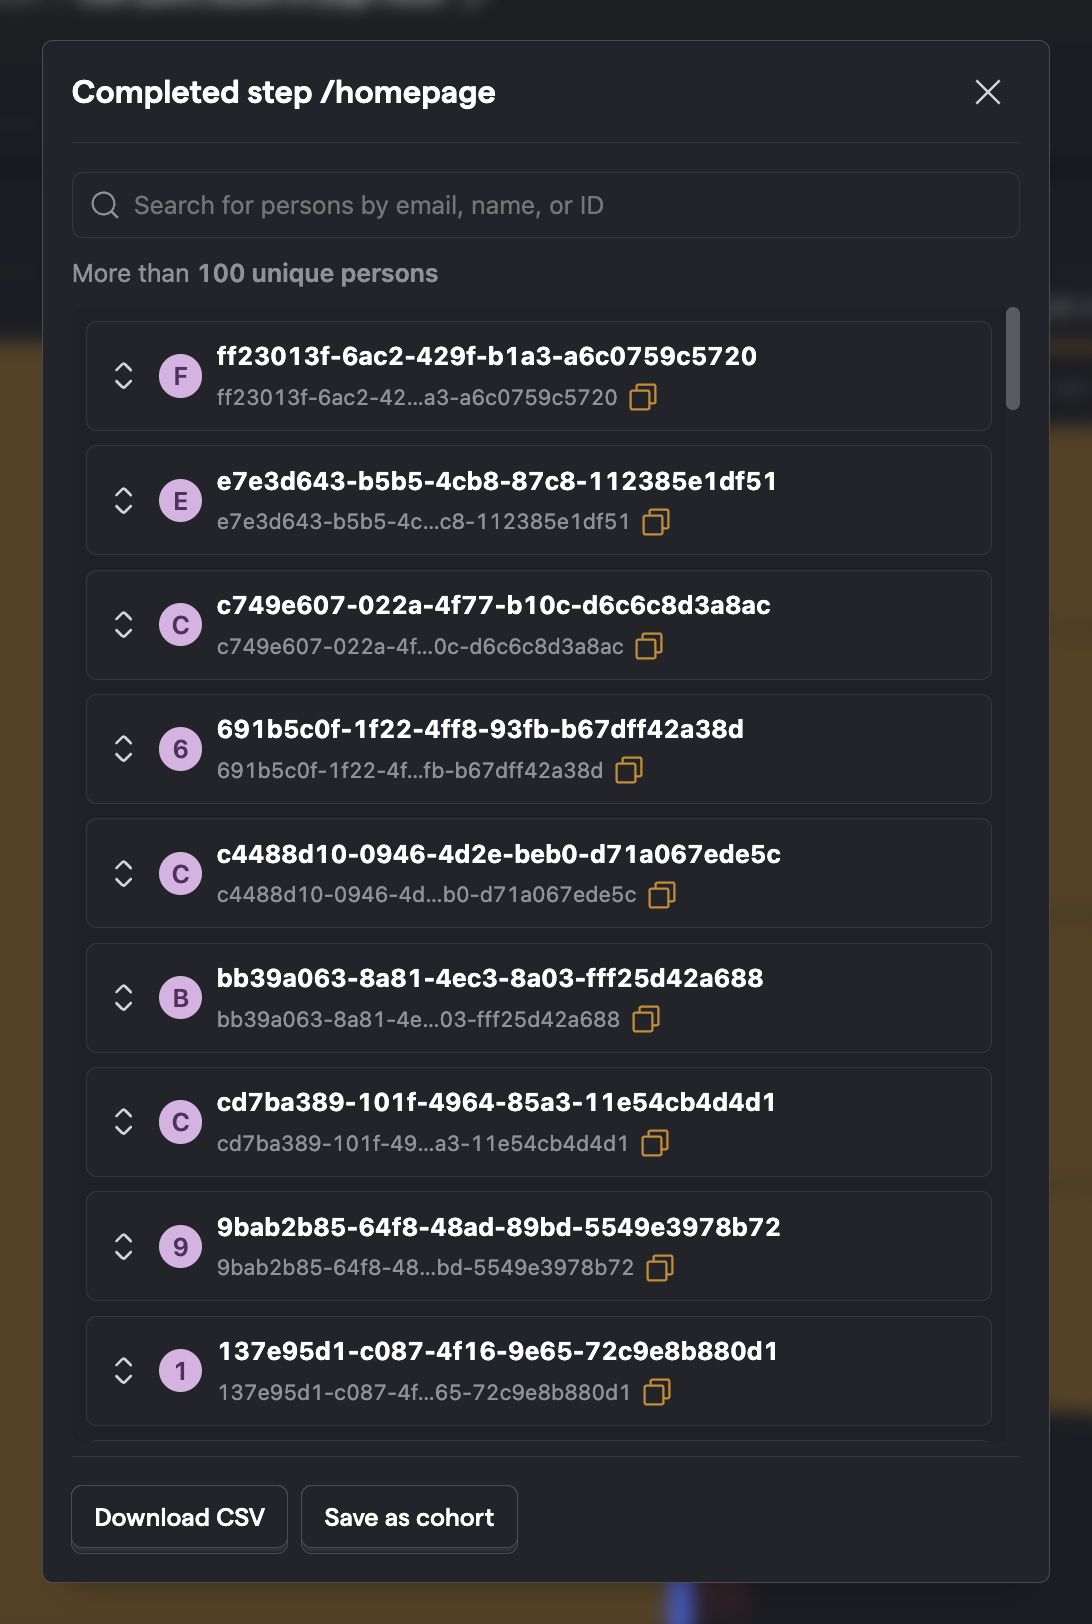 Completed step /homepage
Search for persons by email, name, or ID
More than 100 unique persons
F
ff23013f-6ac2-429f-b1a3-a6c0759c5720
ff23013f-6ac2-42...a3-a6c0759c5720
E
e7e3d643-b5b5-4cb8-87c8-112385e1df51
e7e3d643-b5b5-4c...c8-112385e1df51
C
c749e607-022a-4f77-b10c-d6c6c8d3a8ac
c749e607-022a-4f...0c-d6c6c8d3a8ac
6
691b5c0f-1f22-4ff8-93fb-b67dff42a38d
691b5c0f-1f22-4f...fb-b67dff42a38d
C
c4488d10-0946-4d2e-beb0-d71a067ede5c
c4488d10-0946-4d...b0-d71a067ede5c
B
bb39a063-8a81-4ec3-8a03-fff25d42a688
bb39a063-8a81-4e...03-fff25d42a688
C
cd7ba389-101f-4964-85a3-11e54cb4d4d1
cd7ba389-101f-49...a3-11e54cb4d4d1
9
9bab2b85-64f8-48ad-89bd-5549e3978b72
9bab2b85-64f8-48...bd-5549e3978b72
1
137e95d1-c087-4f16-9e65-72c9e8b880d1
137e95d1-c087-4f...65-72c9e8b880d1
Download CSV
Save as cohort